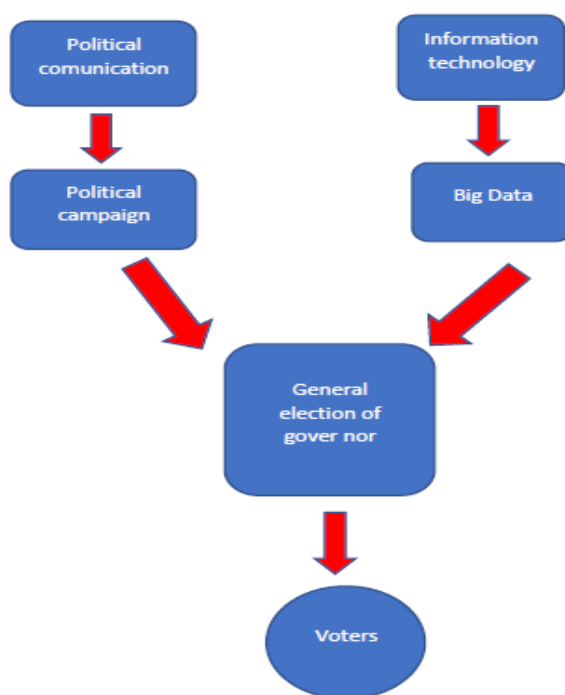 Political
comunication
Information
technology
Political
campaign
Big Data
General
election of
gover nor
Voters